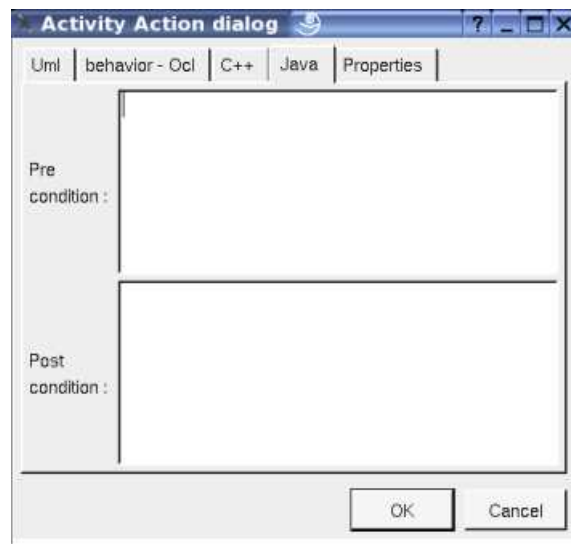 Activity Action dialog
Uml behavior - Ocl C++ Java Properties
Pre
condition :
Post
condition :
OK Cancel